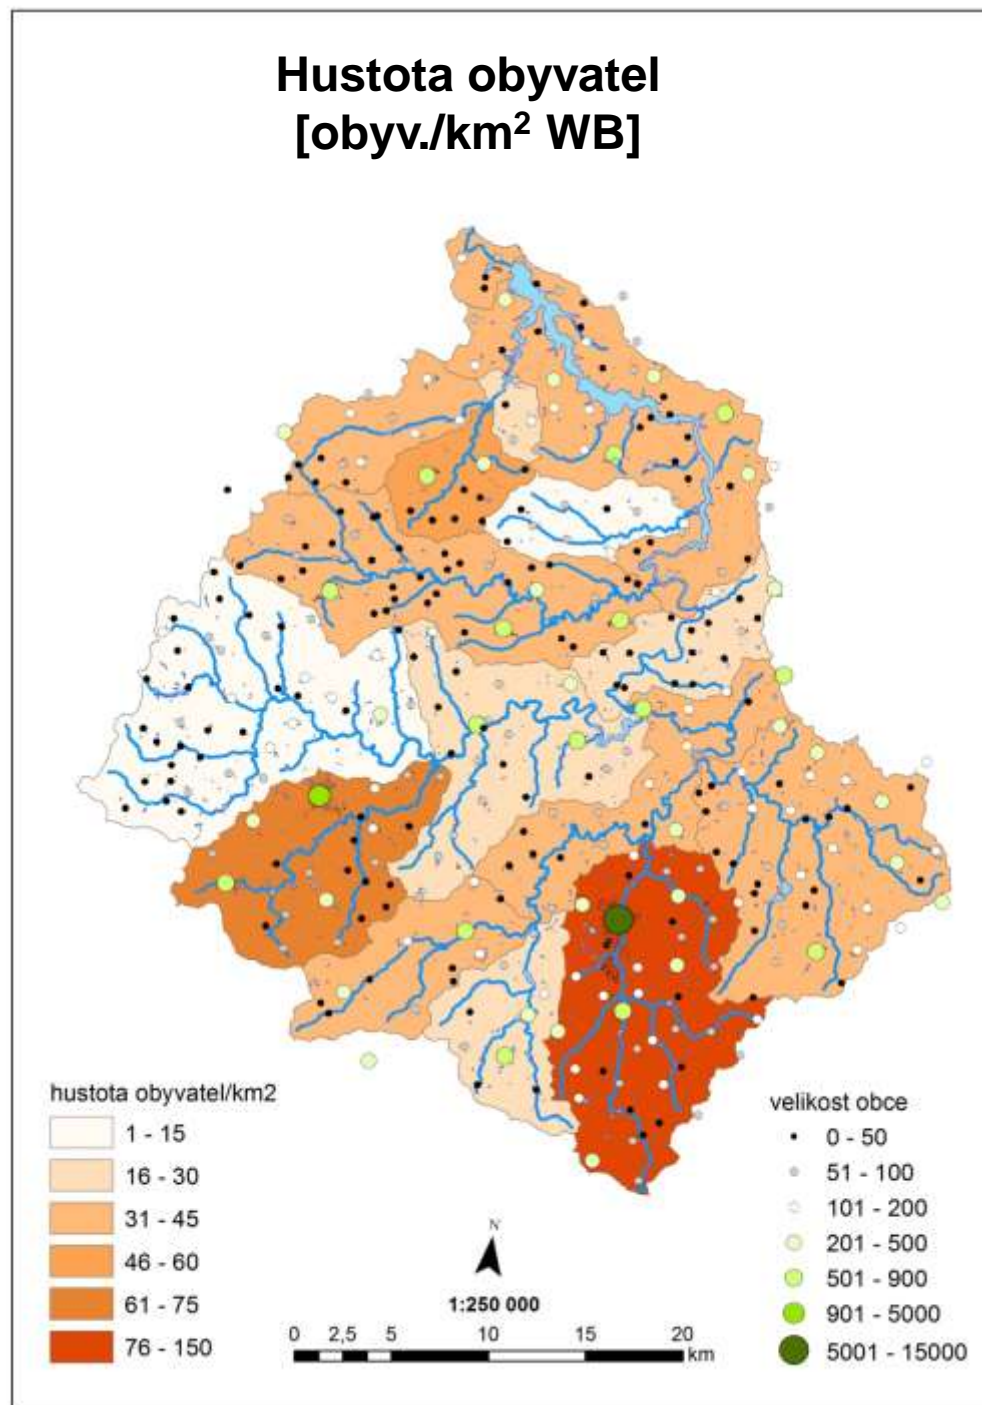 Hustota obyvatel
[obyv./km² WB]
hustota obyvatel/km2
1 - 15
16 - 30
31 - 45
46 - 60
61 - 75
76 - 150
N
1:250 000
0 2,5 5 10 15 20
km
velikost obce
0 - 50
51 - 100
101 - 200
201 - 500
501 - 900
901 - 5000
5001 - 15000